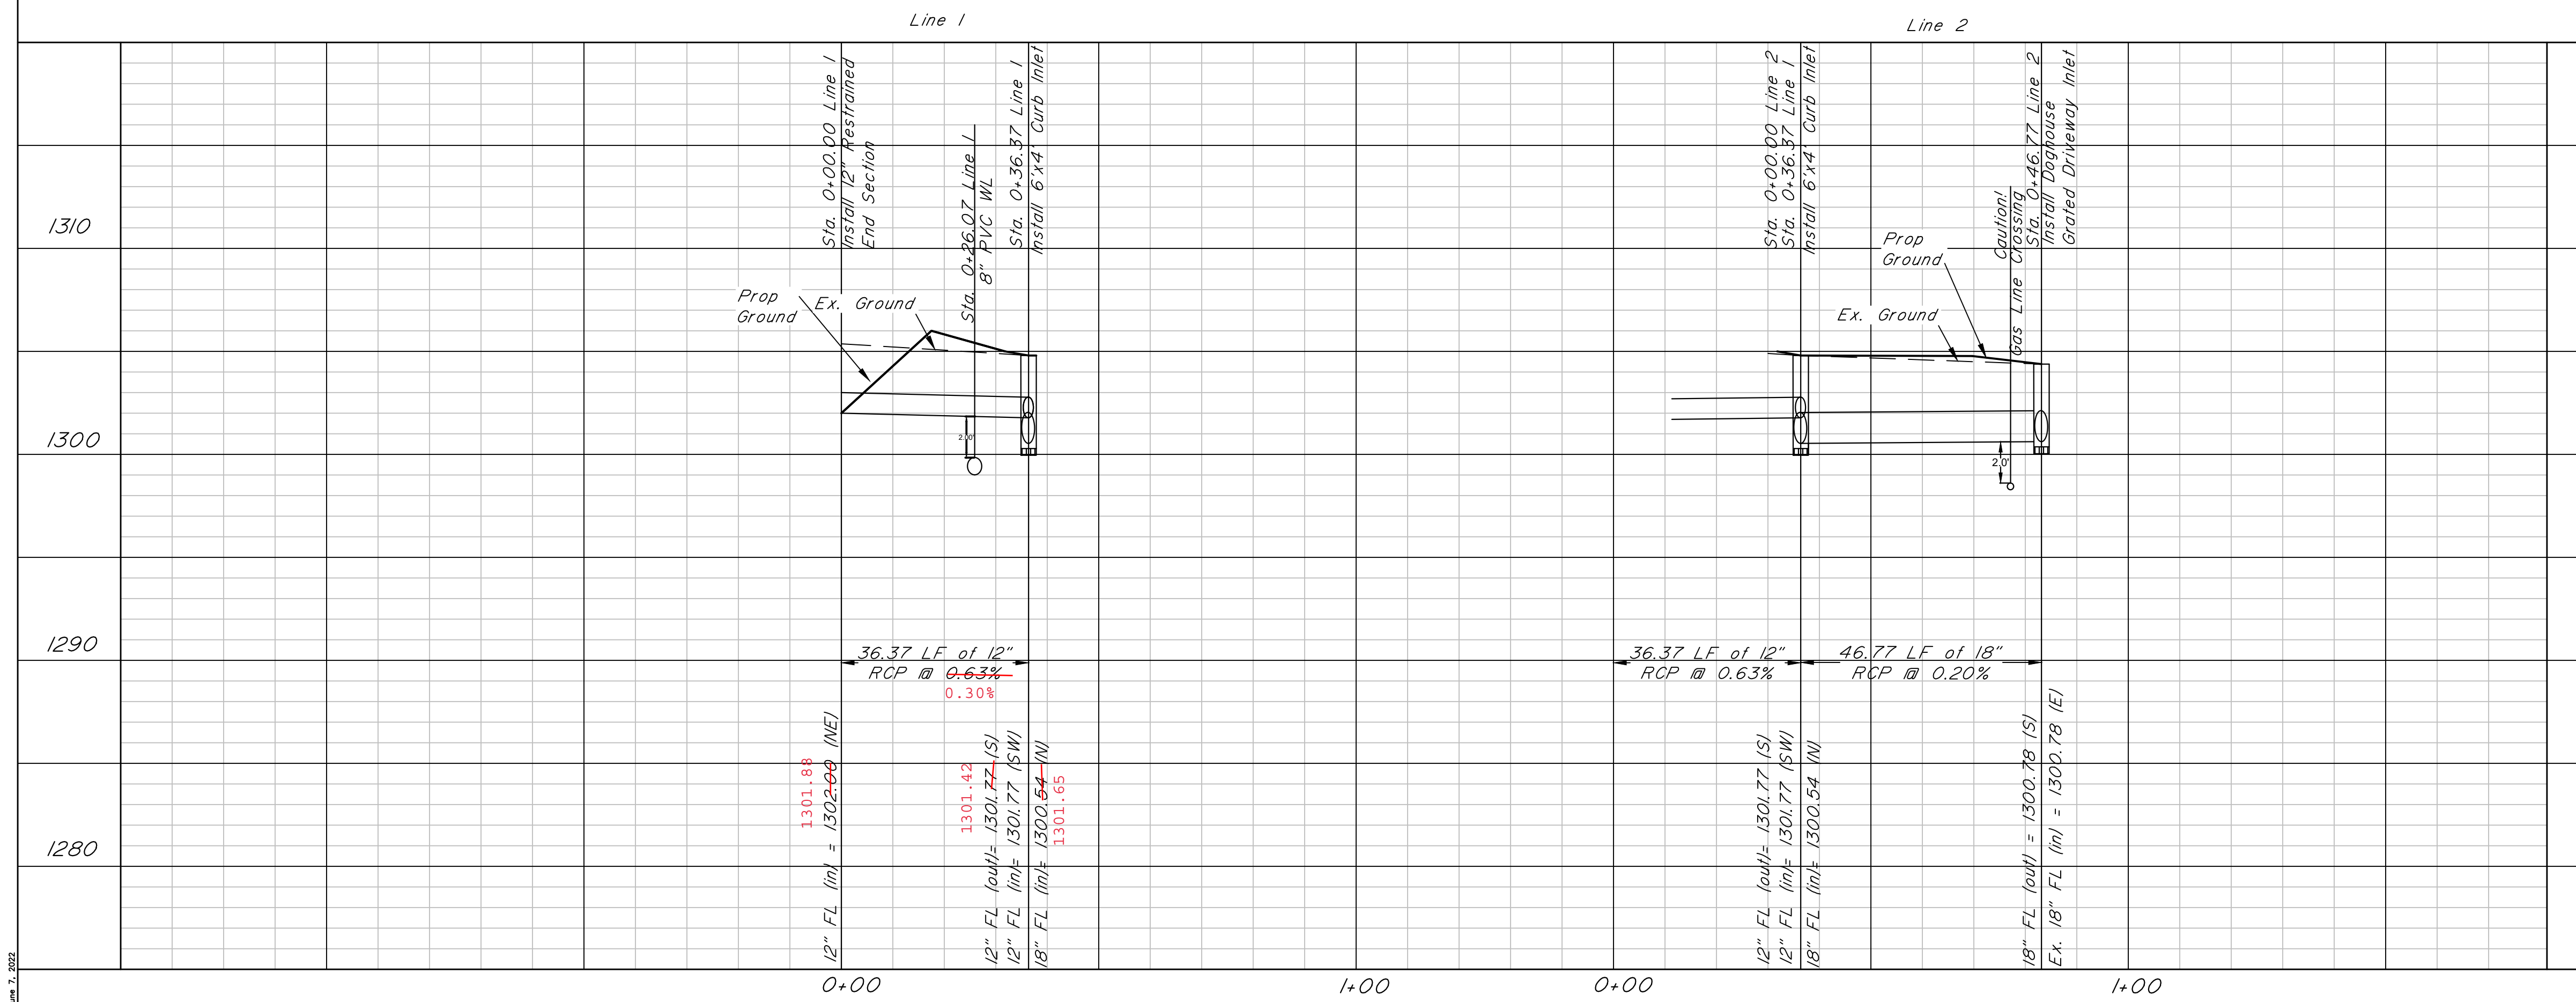 Line 1
Line 2
Sta. 0+00.00 Line 1
Install 12" Restrained
End Section
Sta. 0+26.07 Line 1
8" PVC WL
Sta. 0+36.37 Line 1
Install 6'x4' Curb Inlet
Sta. 0+00.00 Line 2
Sta. 0+36.37 Line 1
Install 6'x4' Curb Inlet
Caution!
Gas Line Crossing
Sta. 0+46.77 Line 2
Install Doghouse
Grated Driveway Inlet
1310
1300
1290
1280
Prop
Ground
Ex. Ground
2.00'
Prop
Ground
Ex. Ground
2.0'
36.37 LF of 12"
RCP @ 0.63%
0.30%
36.37 LF of 12"
RCP @ 0.63%
46.77 LF of 18"
RCP @ 0.20%
1301.88
12" FL (in) = 1302.00 (NE)
1301.42
12" FL (out)= 1301.77 (S)
12" FL (in)= 1301.77 (SW)
18" FL (in)= 1300.54 (N)
1301.65
12" FL (out)= 1301.77 (S)
12" FL (in)= 1301.77 (SW)
18" FL (in)= 1300.54 (N)
18" FL (out) = 1300.78 (S)
Ex. 18" FL (in) = 1300.78 (E)
0+00
1+00
0+00
1+00
7, 2022